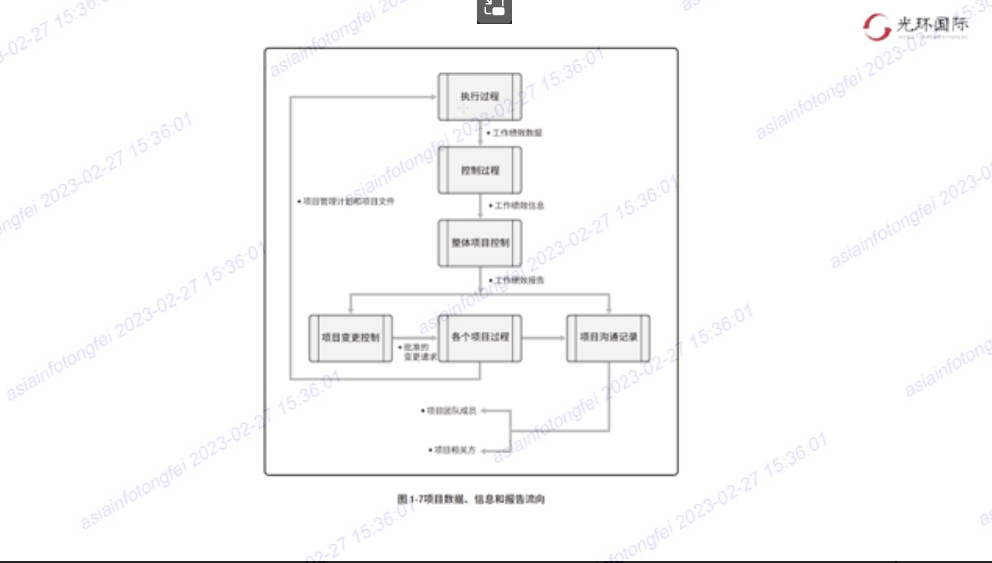 光环国际
执行过程
• 工作绩效数据
控制过程
• 项目管理计划和项目文件
• 工作绩效信息
整体项目控制
• 工作绩效报告
项目变更控制
• 批准的
变更请求
各个项目过程
项目沟通记录
• 项目团队成员
• 项目相关方
图1-7项目数据、信息和报告流向
asiainfotongfei 2023-02-27 15:36:01